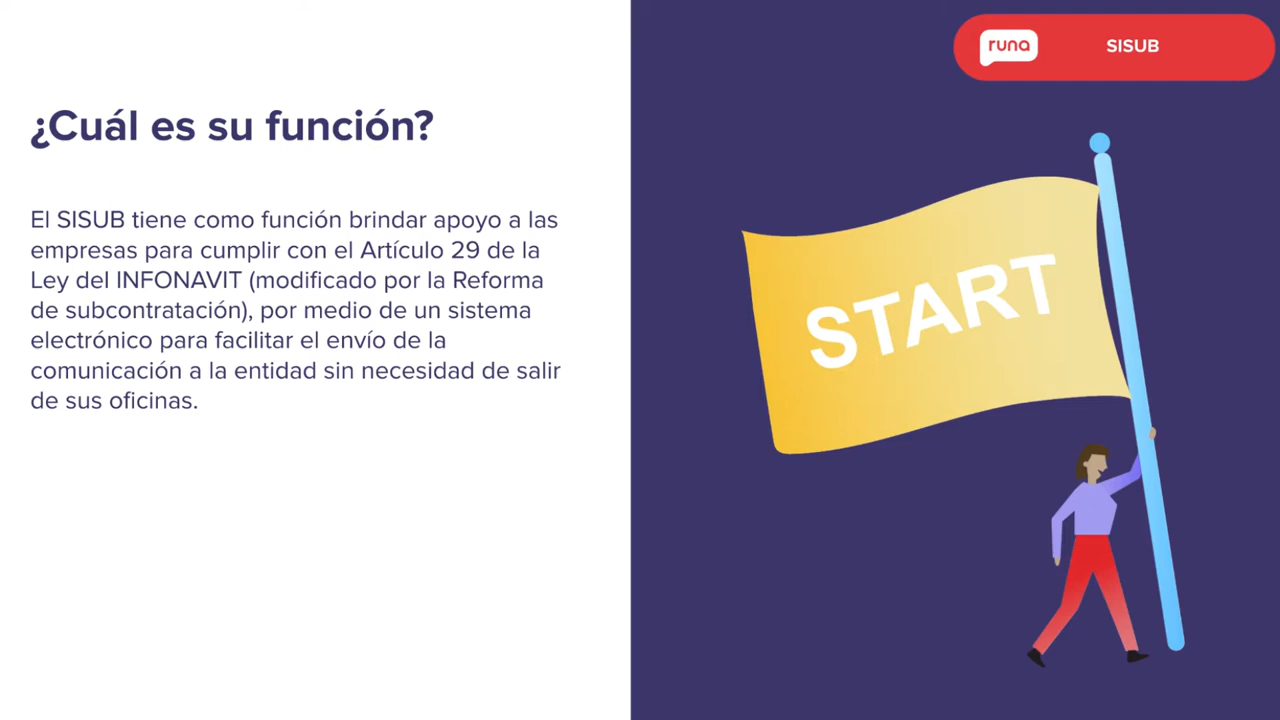 runa
SISUB
¿Cuál es su función?
El SISUB tiene como función brindar apoyo a las
empresas para cumplir con el Artículo 29 de la
Ley del INFONAVIT (modificado por la Reforma
de subcontratación), por medio de un sistema
electrónico para facilitar el envío de la
comunicación a la entidad sin necesidad de salir
de sus oficinas.
START